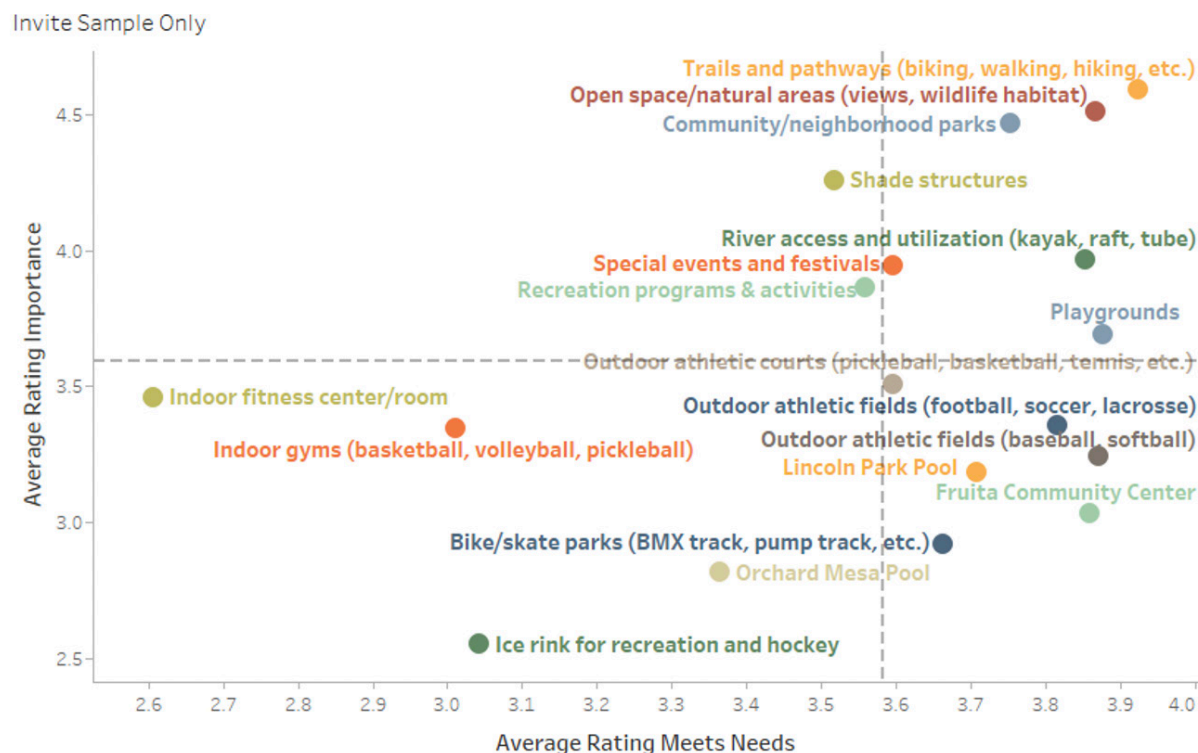 Invite Sample Only
Trails and pathways (biking, walking, hiking, etc.)
Open space/natural areas (views, wildlife habitat)
4.5
Community/neighborhood parks
Shade structures
River access and utilization (kayak, raft, tube)
4.0
Special events and festivals
Recreation programs & activities
Playgrounds
Average Rating Importance
Outdoor athletic courts (pickleball, basketball, tennis, etc.)
3.5
Indoor fitness center/room
Outdoor athletic fields (football, soccer, lacrosse)
Outdoor athletic fields (baseball, softball)
Indoor gyms (basketball, volleyball, pickleball)
Lincoln Park Pool
Fruita Community Center
3.0
Bike/skate parks (BMX track, pump track, etc.)
Orchard Mesa Pool
Ice rink for recreation and hockey
2.5
2.6 2.7 2.8 2.9 3.0 3.1 3.2 3.3 3.4 3.5 3.6 3.7 3.8 3.9 4.0
Average Rating Meets Needs